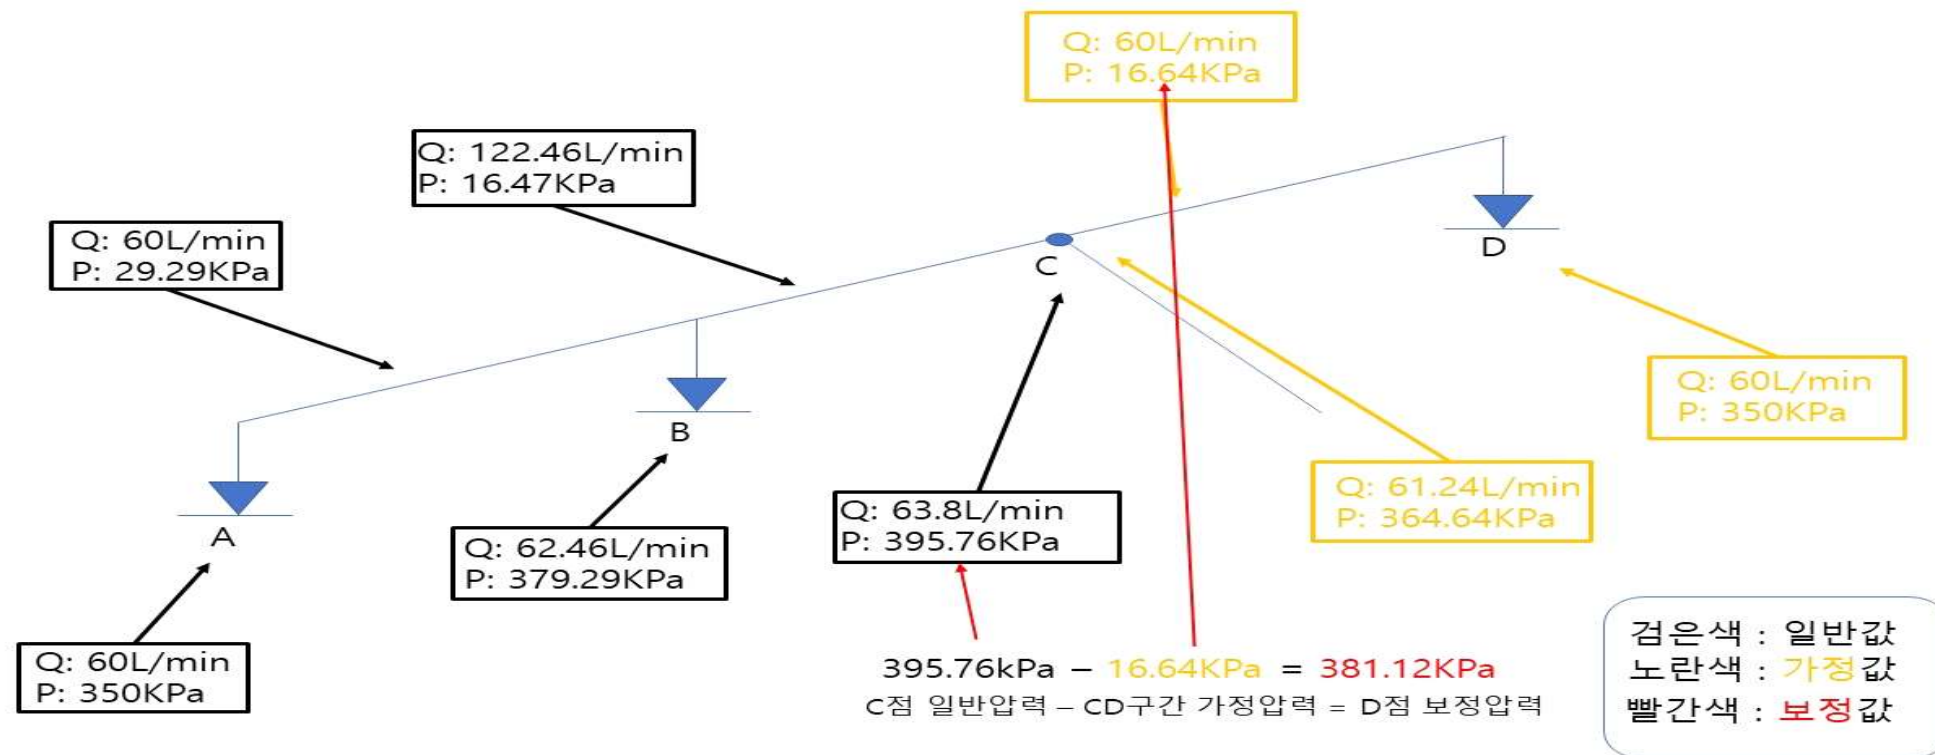 Q: 60L/min
P: 16.64KPa
Q: 122.46L/min
P: 16.47KPa
Q: 60L/min
P: 29.29KPa
C
D
B
A
Q: 60L/min
P: 350KPa
Q: 61.24L/min
P: 364.64KPa
Q: 63.8L/min
P: 395.76KPa
Q: 62.46L/min
P: 379.29KPa
Q: 60L/min
P: 350KPa
395.76kPa – 16.64KPa = 381.12KPa
C점 일반압력 – CD구간 가정압력 = D점 보정압력
검은색 : 일반값
노란색 : 가정값
빨간색 : 보정값